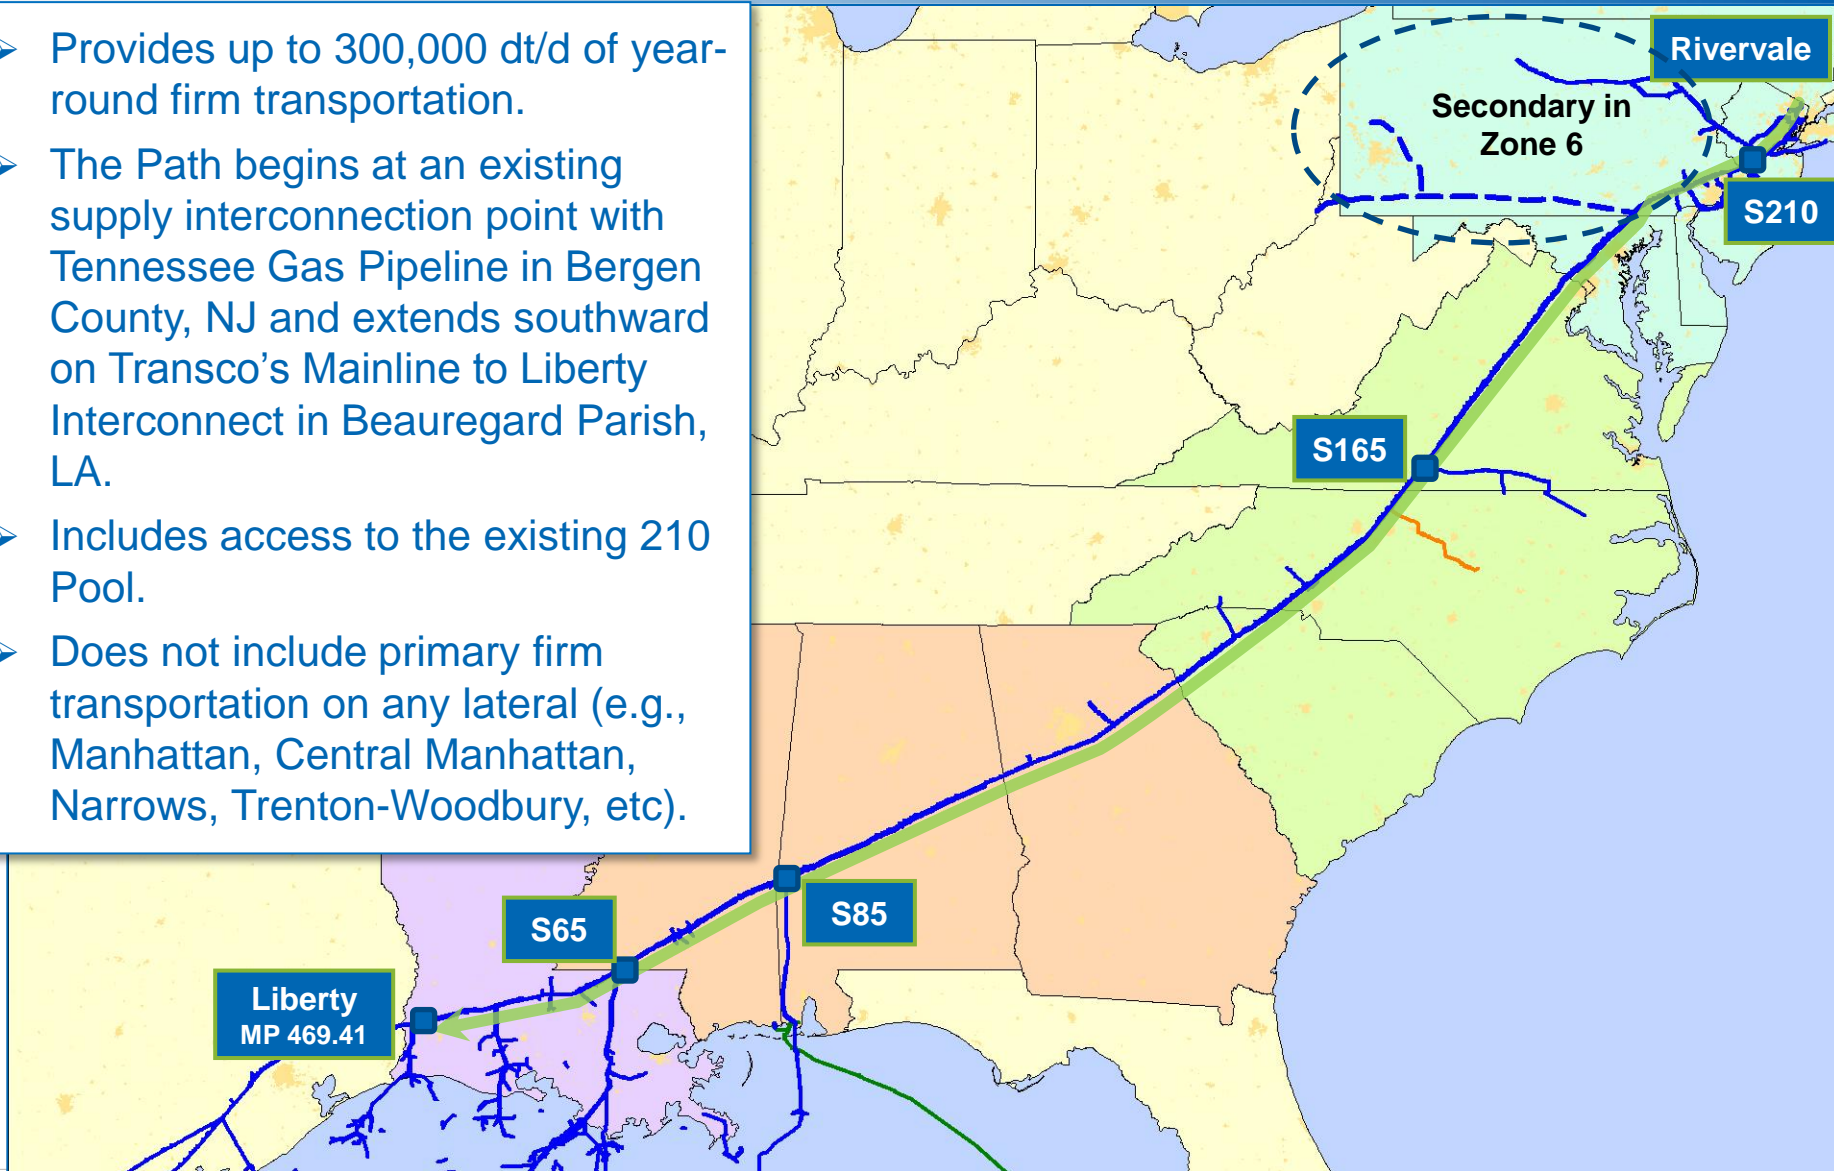 Provides up to 300,000 dt/d of year-
round firm transportation.
The Path begins at an existing
supply interconnection point with
Tennessee Gas Pipeline in Bergen
County, NJ and extends southward
on Transco’s Mainline to Liberty
Interconnect in Beauregard Parish,
LA.
Includes access to the existing 210
Pool.
Does not include primary firm
transportation on any lateral (e.g.,
Manhattan, Central Manhattan,
Narrows, Trenton-Woodbury, etc).
Rivervale
Secondary in
Zone 6
S210
S165
S85
S65
Liberty
MP 469.41